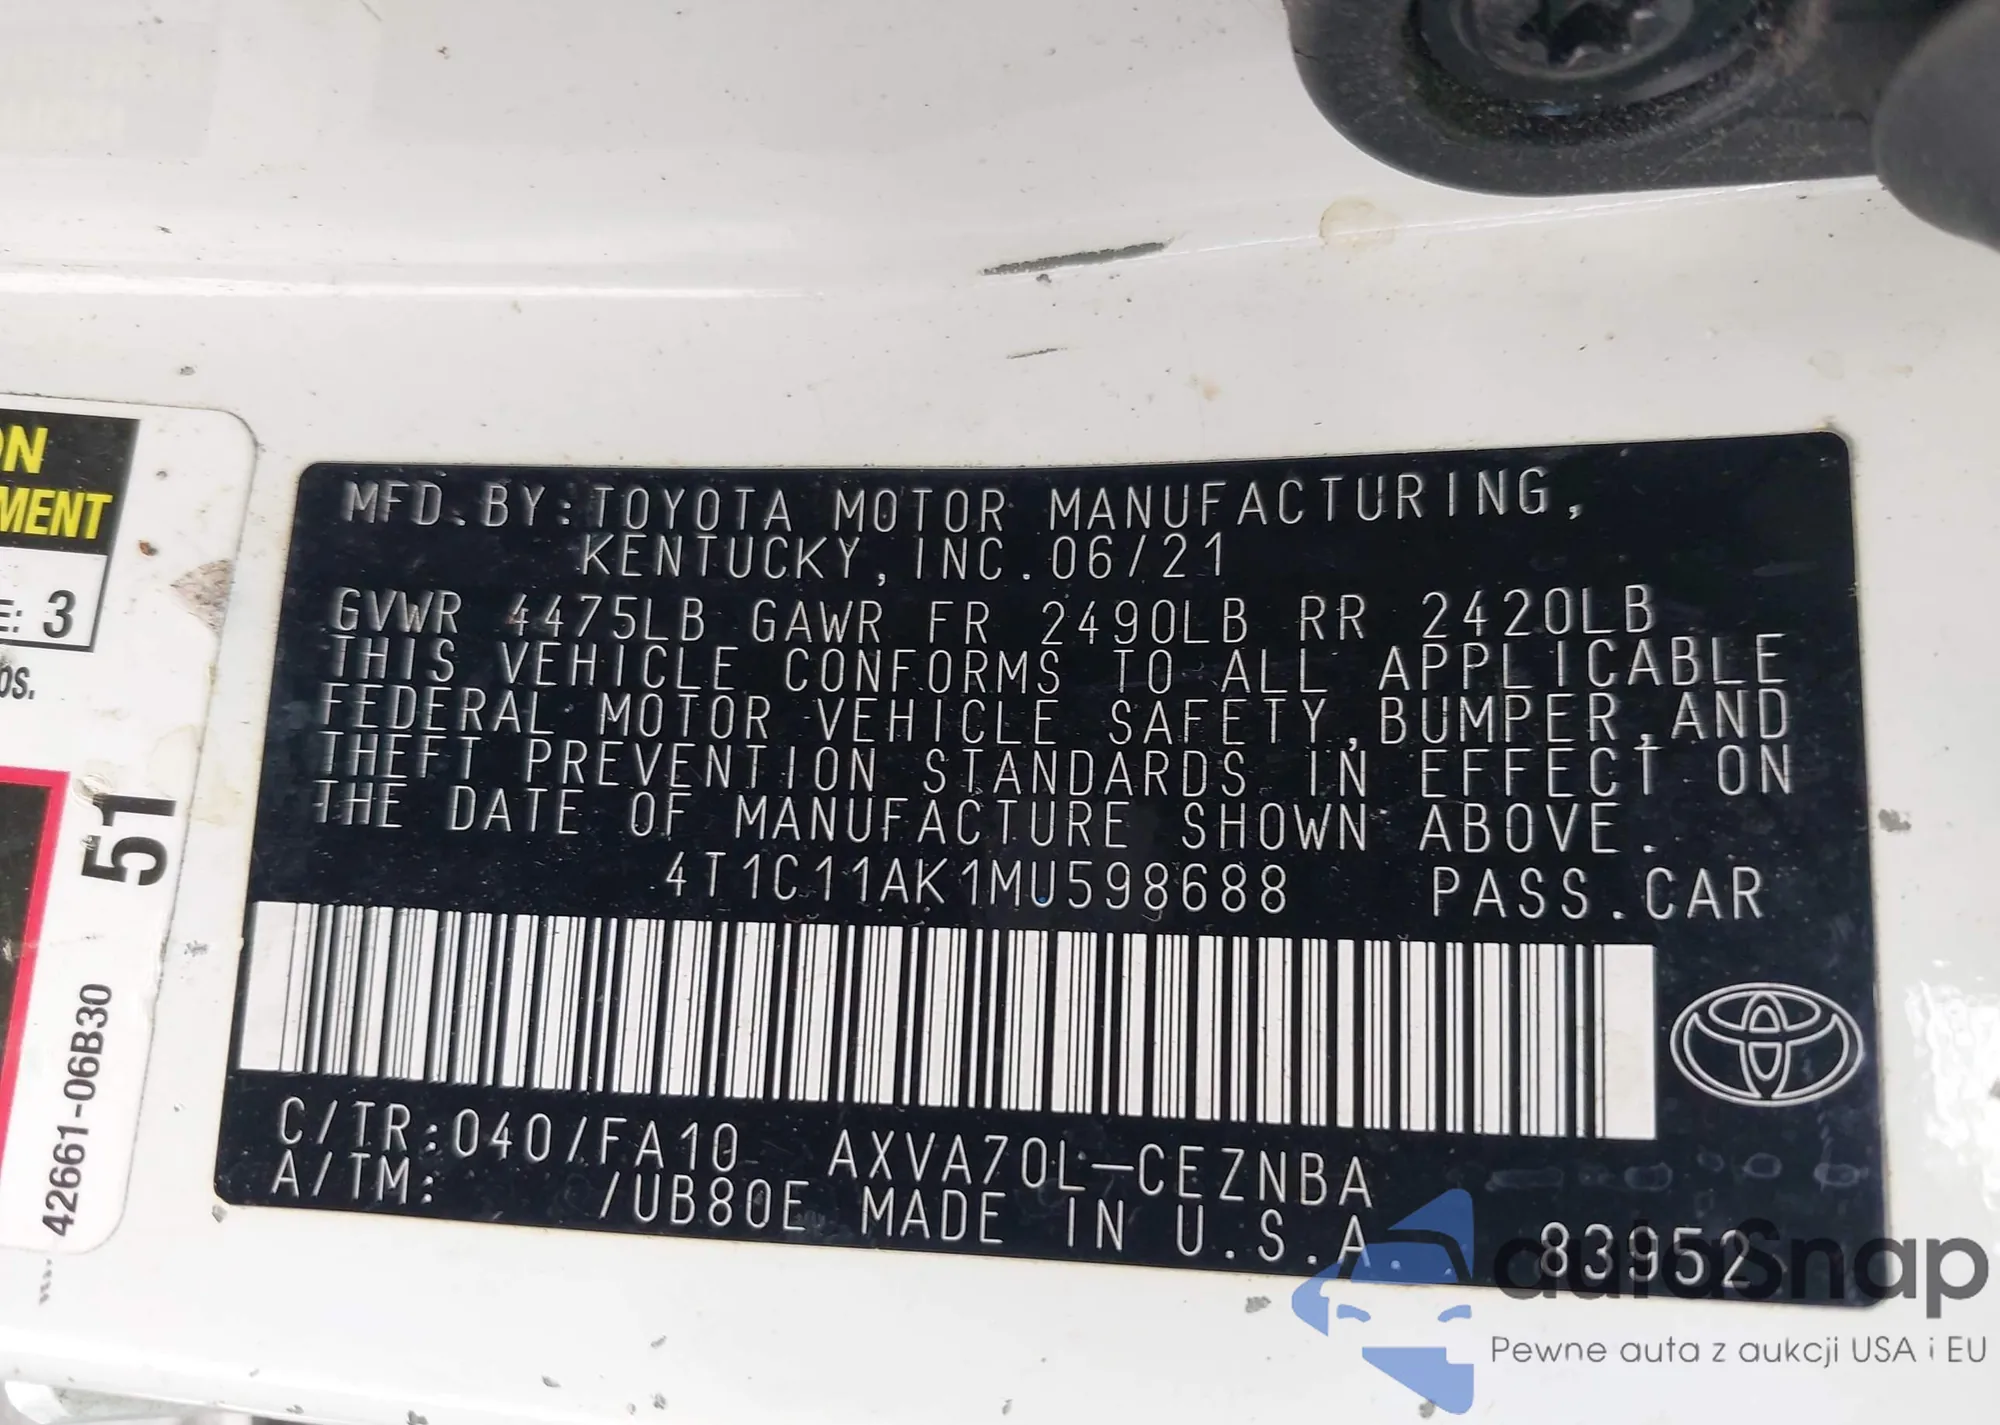 ON
MENT
E: 3
OS.
51
42661-06B30
MFD.BY:TOYOTA MOTOR MANUFACTURING,
KENTUCKY,INC.06/21
GVWR 4475LB GAWR FR 2490LB RR 2420LB
THIS VEHICLE CONFORMS TO ALL APPLICABLE
FEDERAL MOTOR VEHICLE SAFETY,BUMPER,AND
THEFT PREVENTION STANDARDS IN EFFECT ON
THE DATE OF MANUFACTURE SHOWN ABOVE.
4T1C11AK1MU598688 PASS.CAR
C/TR:040/FA10 AXVA70L-CEZNBA
A/TM: /UB80E MADE IN U.S.A
83952
autaSnap
Pewne auta z aukcji USA i EU